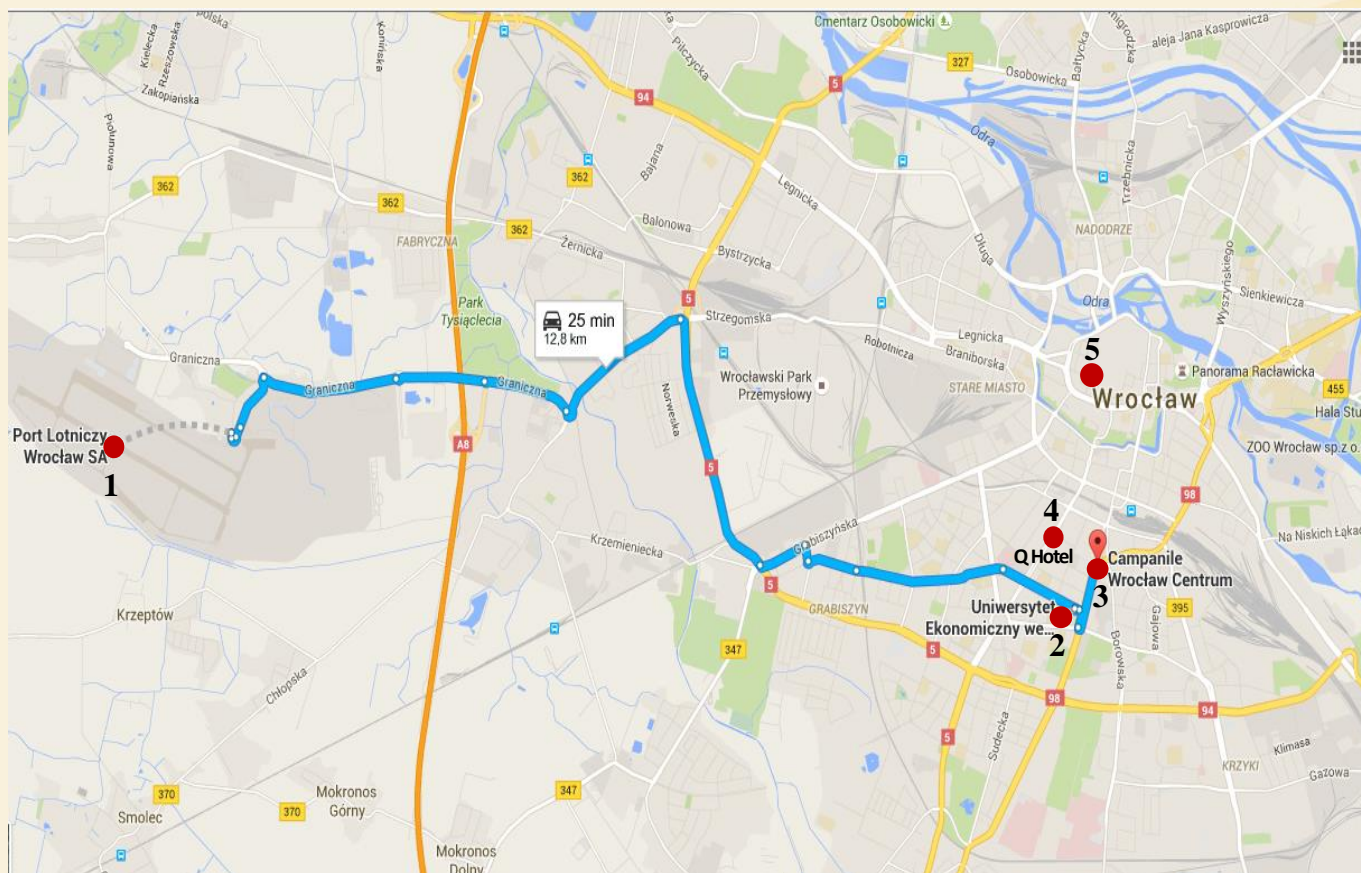 Cmentarz Osobowicki
aleja Jana Kasprowicza
Kielecka
Rzeszowska
Kamińska
Zakopiańska
Piołunowa
Pilczycka
Bałtycka
327
Osobowicka
94
5
Odra
Trzebnicka
362
362
Bajana
Legnicka
362
362
FABRYCZNA
Balonowa
Żernicka
Bystrzycka
Długa
NADODRZE
Wyszyńskiego
Park
Tysiąclecia
5
Odra
Sienkiewicza
25 min
12,8 km
Strzegomska
Legnicka
Robotnicza
Braniborska
5
Graniczna
Graniczna
Graniczna
Norweska
Wrocławski Park
Przemysłowy
STARE MIASTO
Panorama Racławicka
Wrocław
455
Hala Stu
Port Lotniczy
Wrocław SA
1
A8
ZOO Wrocław sp.z o.
5
98
4
Q Hotel
Na Niskich Łąkac
Krzemieniecka
Grabiszyńska
Campanile
Wrocław Centrum
3
5
GRABISZYN
Uniwersytet
Ekonomiczny we...
2
395
Gajowa
Krzeptów
347
5
Borowska
Chłopska
98
94
5
Sudecka
Klimasa
KRZYKI
Gazowa
370
370
Mokronos
Górny
347
Smolec
Mokronos
Dolny